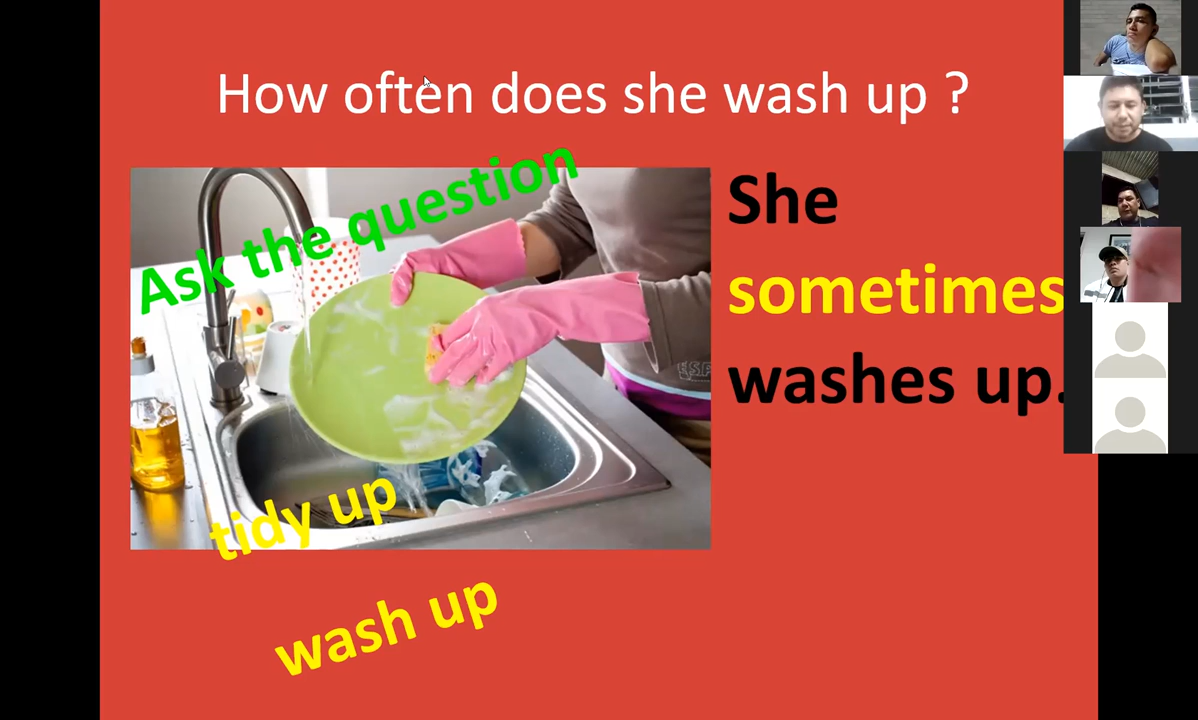 How often does she wash up ?
Ask the question
She
sometimes
washes up.
tidy up
wash up